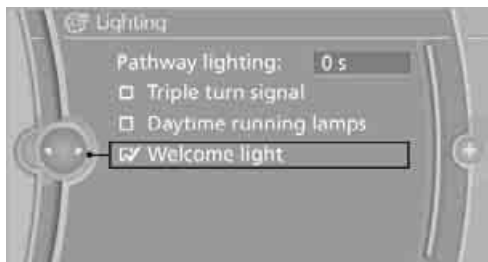 Lighting
Pathway lighting: 0 s
Triple turn signal
Daytime running lamps
Welcome light